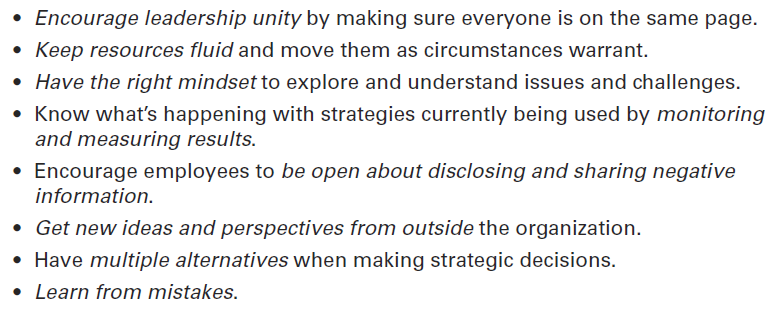 • Encourage leadership unity by making sure everyone is on the same page.
• Keep resources fluid and move them as circumstances warrant.
• Have the right mindset to explore and understand issues and challenges.
• Know what’s happening with strategies currently being used by monitoring
and measuring results.
• Encourage employees to be open about disclosing and sharing negative
information.
• Get new ideas and perspectives from outside the organization.
• Have multiple alternatives when making strategic decisions.
• Learn from mistakes.